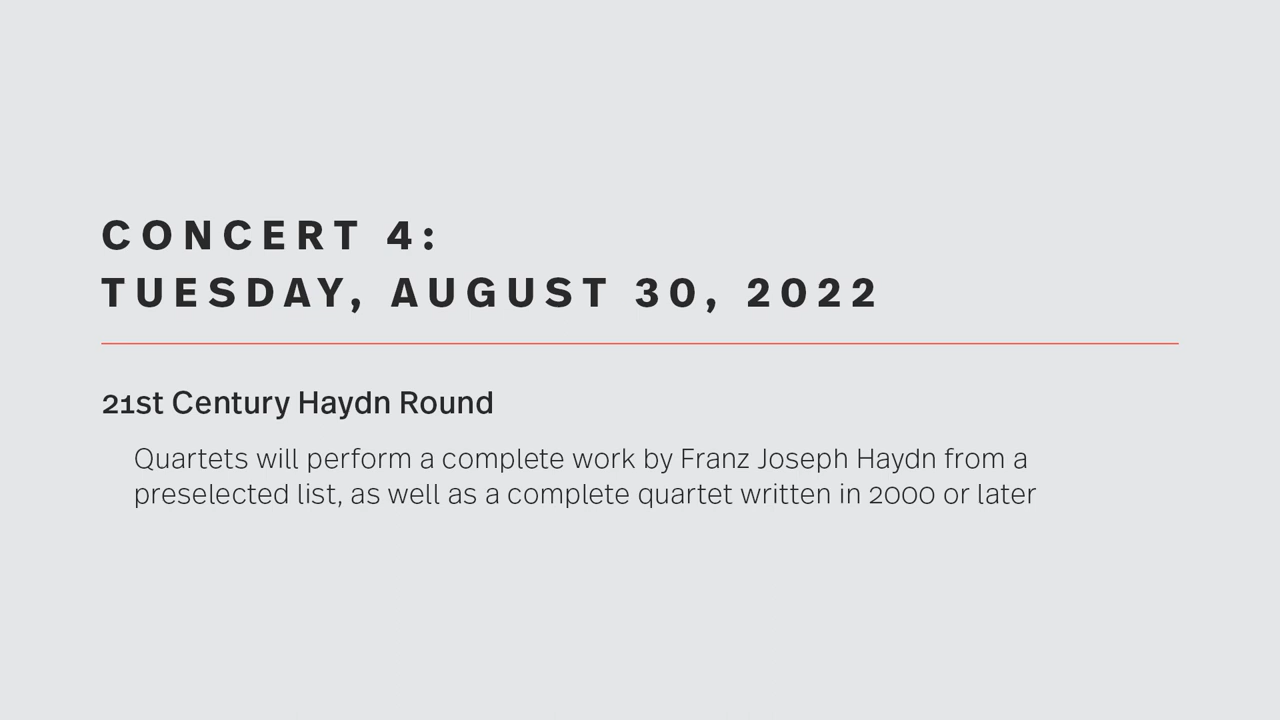 CONCERT 4:
TUESDAY, AUGUST 30, 2022
21st Century Haydn Round
Quartets will perform a complete work by Franz Joseph Haydn from a
preselected list, as well as a complete quartet written in 2000 or later